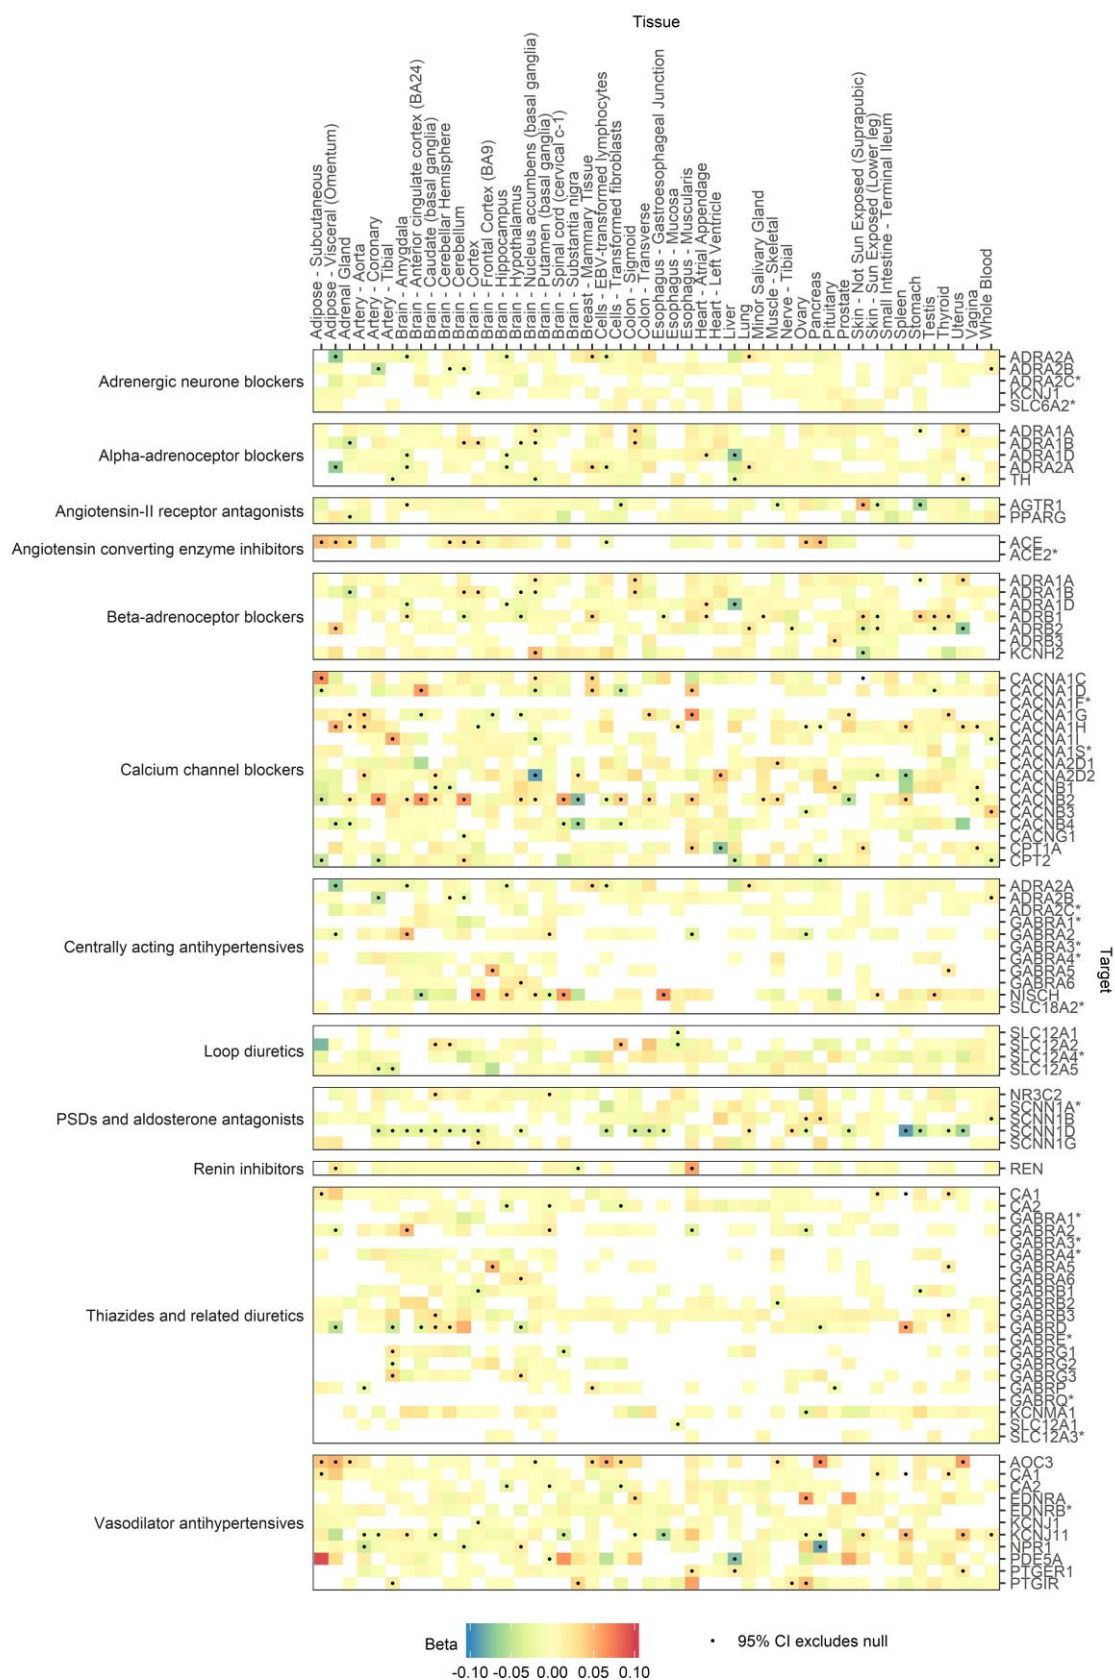 Tissue
Adipose - Subcutaneous
Adipose - Visceral (Omentum)
Adrenal Gland
Artery - Aorta
Artery - Coronary
Artery - Tibial
Brain - Amygdala
Brain - Anterior cingulate cortex (BA24)
Brain - Caudate (basal ganglia)
Brain - Cerebellar Hemisphere
Brain - Cerebellum
Brain - Cortex
Brain - Frontal Cortex (BA9)
Brain - Hippocampus
Brain - Hypothalamus
Brain - Nucleus accumbens (basal ganglia)
Brain - Putamen (basal ganglia)
Brain - Spinal cord (cervical c-1)
Brain - Substantia nigra
Breast - Mammary Tissue
Cells - EBV-transformed lymphocytes
Cells - Transformed fibroblasts
Colon - Sigmoid
Colon - Transverse
Esophagus - Gastroesophageal Junction
Esophagus - Mucosa
Esophagus - Muscularis
Heart - Atrial Appendage
Heart - Left Ventricle
Liver
Lung
Minor Salivary Gland
Muscle - Skeletal
Nerve - Tibial
Ovary
Pancreas
Pituitary
Prostate
Skin - Not Sun Exposed (Suprapubic)
Skin - Sun Exposed (Lower leg)
Small Intestine - Terminal Ileum
Spleen
Stomach
Testis
Thyroid
Uterus
Vagina
Whole Blood
Adrenergic neurone blockers
ADRA2A
ADRA2B
ADRA2C*
KCNJ1
SLC6A2*
Alpha-adrenoceptor blockers
ADRA1A
ADRA1B
ADRA1D
ADRA2A
TH
Angiotensin-II receptor antagonists
AGTR1
PPARG
Angiotensin converting enzyme inhibitors
ACE
ACE2*
Beta-adrenoceptor blockers
ADRA1A
ADRA1B
ADRA1D
ADRB1
ADRB2
ADRB3
KCNH2
Calcium channel blockers
CACNA1C
CACNA1D
CACNA1F*
CACNA1G
CACNA1H
CACNA1I
CACNA1S*
CACNA2D1
CACNA2D2
CACNB1
CACNB2
CACNB3
CACNB4
CACNG1
CPT1A
CPT2
Centrally acting antihypertensives
ADRA2A
ADRA2B
ADRA2C*
GABRA1*
GABRA2
GABRA3*
GABRA4*
GABRA5
GABRA6
NISCH
SLC18A2*
Target
Loop diuretics
SLC12A1
SLC12A2
SLC12A4*
SLC12A5
PSDs and aldosterone antagonists
NR3C2
SCNN1A*
SCNN1B
SCNN1D
SCNN1G
Renin inhibitors
REN
Thiazides and related diuretics
CA1
CA2
GABRA1*
GABRA2
GABRA3*
GABRA4*
GABRA5
GABRA6
GABRB1
GABRB2
GABRB3
GABRD
GABRE*
GABRG1
GABRG2
GABRG3
GABRP
GABRQ*
KCNMA1
SLC12A1
SLC12A3*
Vasodilator antihypertensives
AOC3
CA1
CA2
EDNRA
EDNRB*
KCNJ1
KCNJ11
NPR1
PDE5A
PTGER1
PTGIR
Beta
-0.10 -0.05 0.00 0.05 0.10
95% CI excludes null